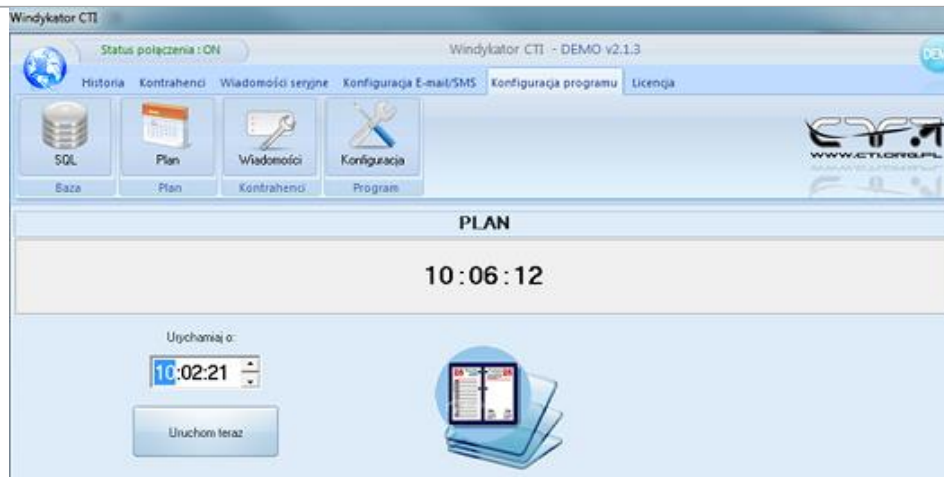 Windykator CTI
Status połączenia : ON
Windykator CTI - DEMO v2.1.3
Historia Kontrahenci Wiadomości seryjne Konfiguracja E-mail/SMS Konfiguracja programu Licencja
SQL Plan Wiadomości Konfiguracja
Baza Plan Kontrahenci Program
WWW.CTI.ORG.PL
PLAN
10:06:12
Urychamiaj o:
10:02:21
Uruchom teraz